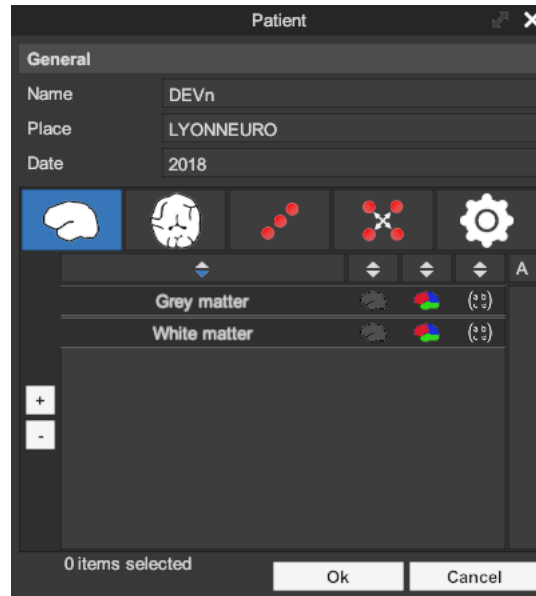 Patient
General
Name DEVn
Place LYONNEURO
Date 2018
A
Grey matter
White matter
+
-
0 items selected
Ok Cancel